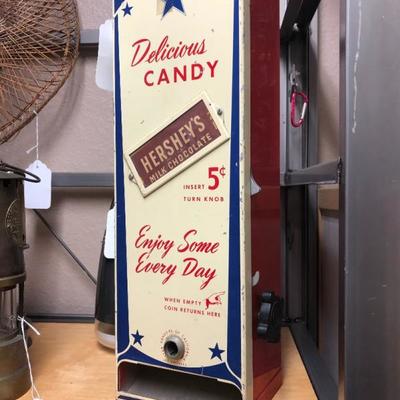 Delicious
CANDY
HERSHEY'S
MILK CHOCOLATE
INSERT 5¢
TURN KNOB
Enjoy Some
Every Day
WHEN EMPTY
COIN RETURNS HERE